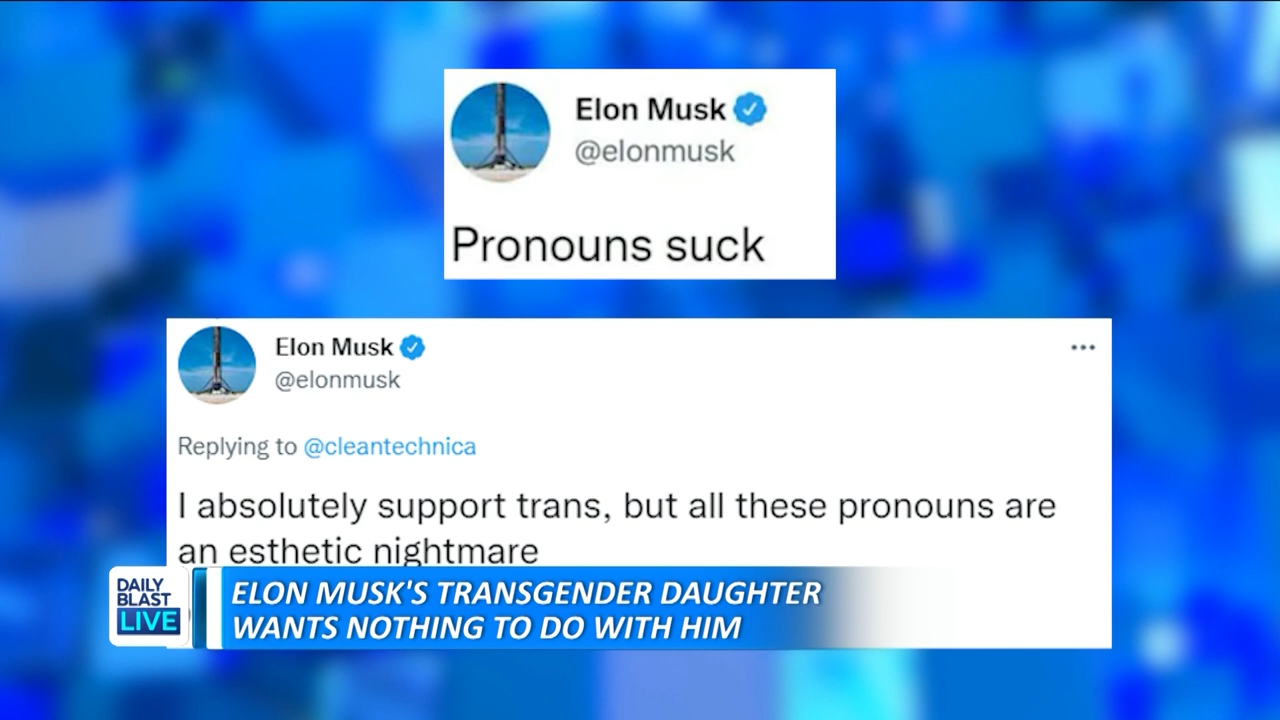 Elon Musk
@elonmusk
Pronouns suck
Elon Musk
@elonmusk
Replying to @cleantechnica
I absolutely support trans, but all these pronouns are
an esthetic nightmare
DAILY
BLAST
LIVE
ELON MUSK'S TRANSGENDER DAUGHTER
WANTS NOTHING TO DO WITH HIM